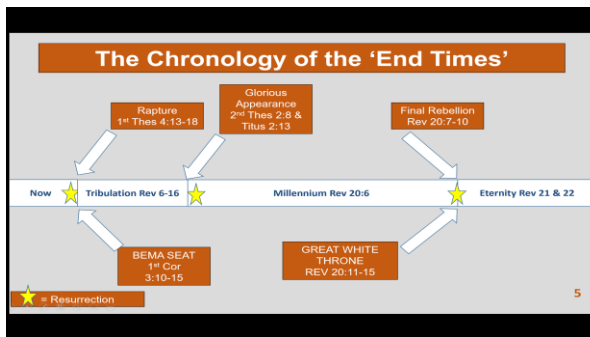 The Chronology of the ‘End Times’
Rapture
1st Thes 4:13-18
Glorious
Appearance
2nd Thes 2:8 &
Titus 2:13
Final Rebellion
Rev 20:7-10
Now
Tribulation Rev 6-16
Millennium Rev 20:6
Eternity Rev 21 & 22
BEMA SEAT
1st Cor
3:10-15
GREAT WHITE
THRONE
REV 20:11-15
= Resurrection
5